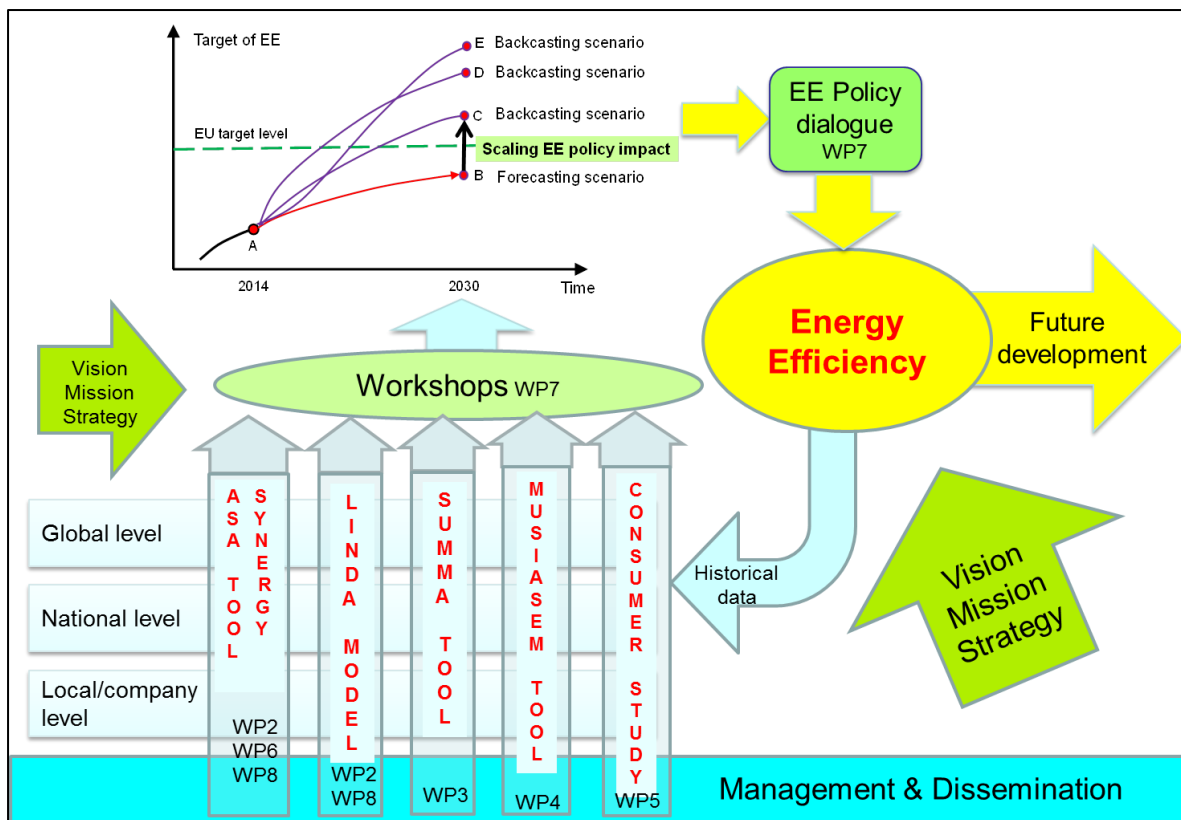 Target of EE
E Backcasting scenario
D Backcasting scenario
C Backcasting scenario
EU target level
Scaling EE policy impact
B Forecasting scenario
A
2014
2030
Time
EE Policy
dialogue
WP7
Energy
Efficiency
Future
development
Vision
Mission
Strategy
Workshops WP7
Global level
National level
Local/company
level
ASA TOOL
SYNERGY
WP2
WP6
WP8
LINDA MODEL
WP2
WP8
SUMMA TOOL
WP3
MUSIASEM TOOL
WP4
CONSUMER STUDY
WP5
Historical
data
Vision
Mission
Strategy
Management & Dissemination